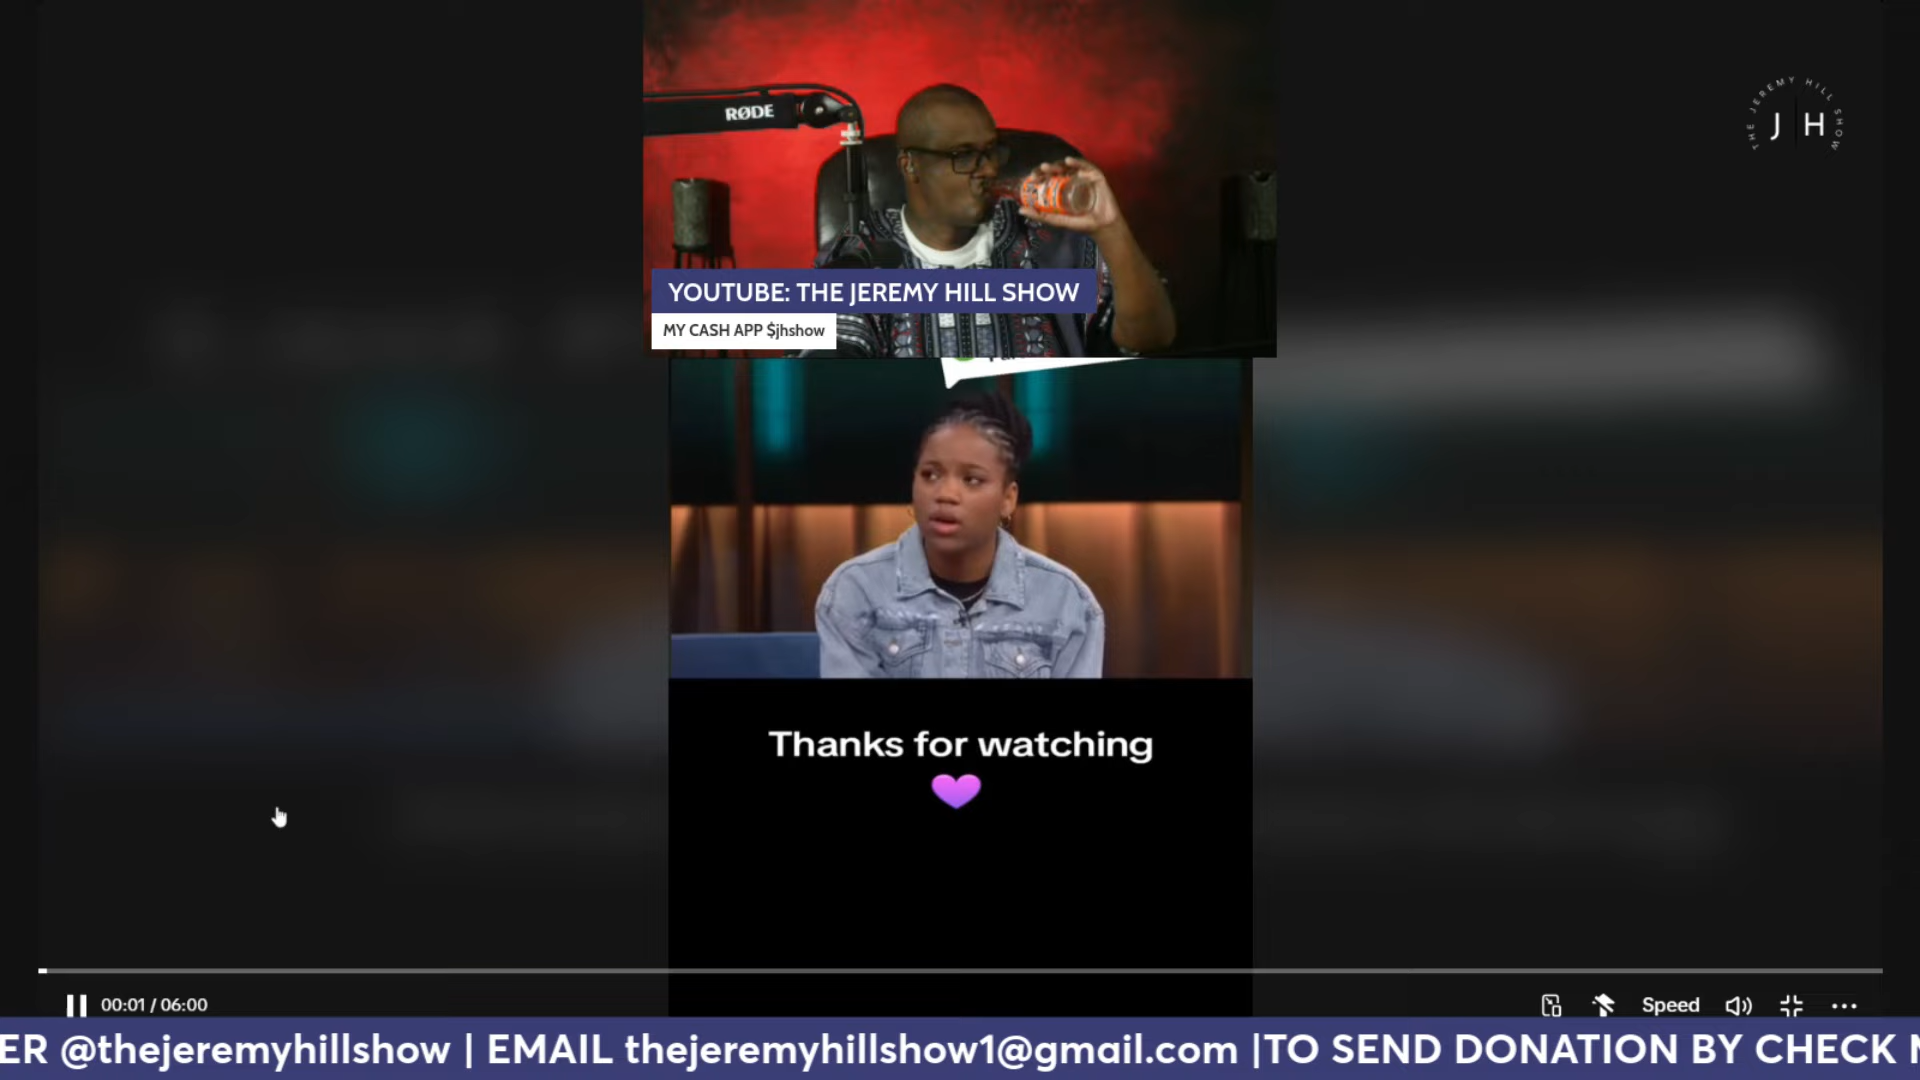 RØDE
THE JEREMY HILL SHOW
J H
YOUTUBE: THE JEREMY HILL SHOW
MY CASH APP $jhshow
Thanks for watching
00:01 / 06:00
Speed
ER @thejeremyhillshow | EMAIL thejeremyhillshow1@gmail.com |TO SEND DONATION BY CHECK